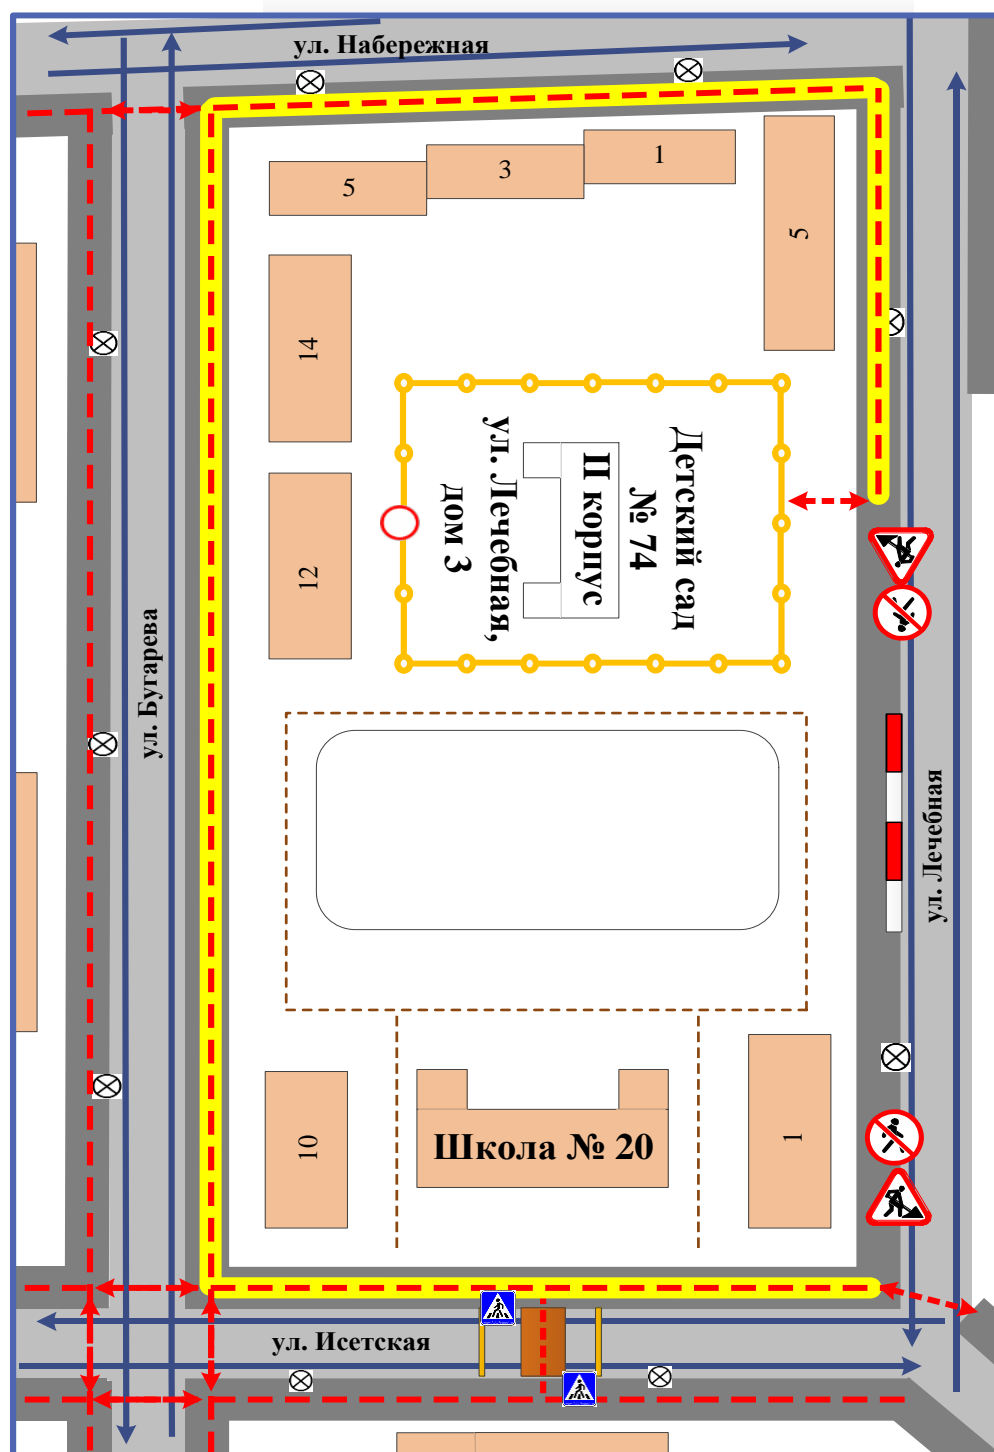 ул. Набережная
5
3
1
5
14
12
Детский сад
№ 74
II корпус
ул. Лечебная,
дом 3
ул. Бугарева
ул. Лечебная
10
Школа № 20
1
ул. Исетская